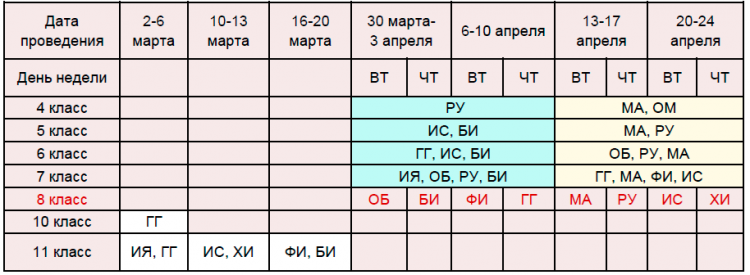 Дата проведения 2-6 марта 10-13 марта 16-20 марта 30 марта- 3 апреля 6-10 апреля 13-17 апреля 20-24 апреля
День недели ВТ ЧТ ВТ ЧТ ВТ ЧТ ВТ ЧТ
4 класс РУ МА, ОМ
5 класс ИС, БИ МА, РУ
6 класс ГГ, ИС, БИ ОБ, РУ, МА
7 класс ИЯ, ОБ, РУ, БИ ГГ, МА, ФИ, ИС
8 класс ОБ БИ ФИ ГГ МА РУ ИС ХИ
10 класс ГГ
11 класс ИЯ, ГГ ИС, ХИ ФИ, БИ